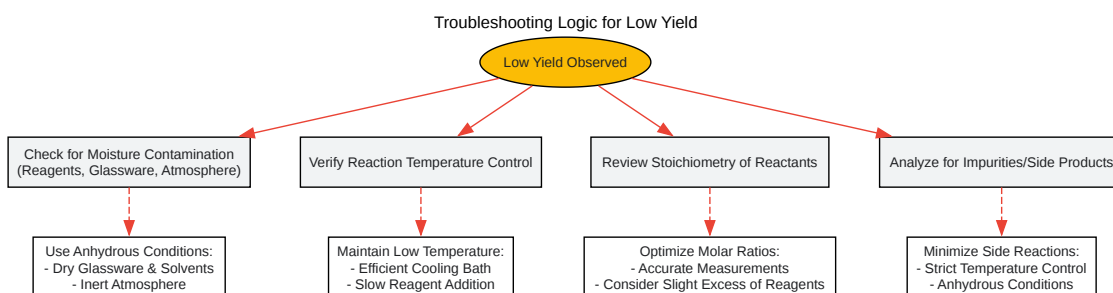 Troubleshooting Logic for Low Yield
Low Yield Observed
Check for Moisture Contamination
(Reagents, Glassware, Atmosphere)
Verify Reaction Temperature Control
Review Stoichiometry of Reactants
Analyze for Impurities/Side Products
Use Anhydrous Conditions:
- Dry Glassware & Solvents
- Inert Atmosphere
Maintain Low Temperature:
- Efficient Cooling Bath
- Slow Reagent Addition
Optimize Molar Ratios:
- Accurate Measurements
- Consider Slight Excess of Reagents
Minimize Side Reactions:
- Strict Temperature Control
- Anhydrous Conditions